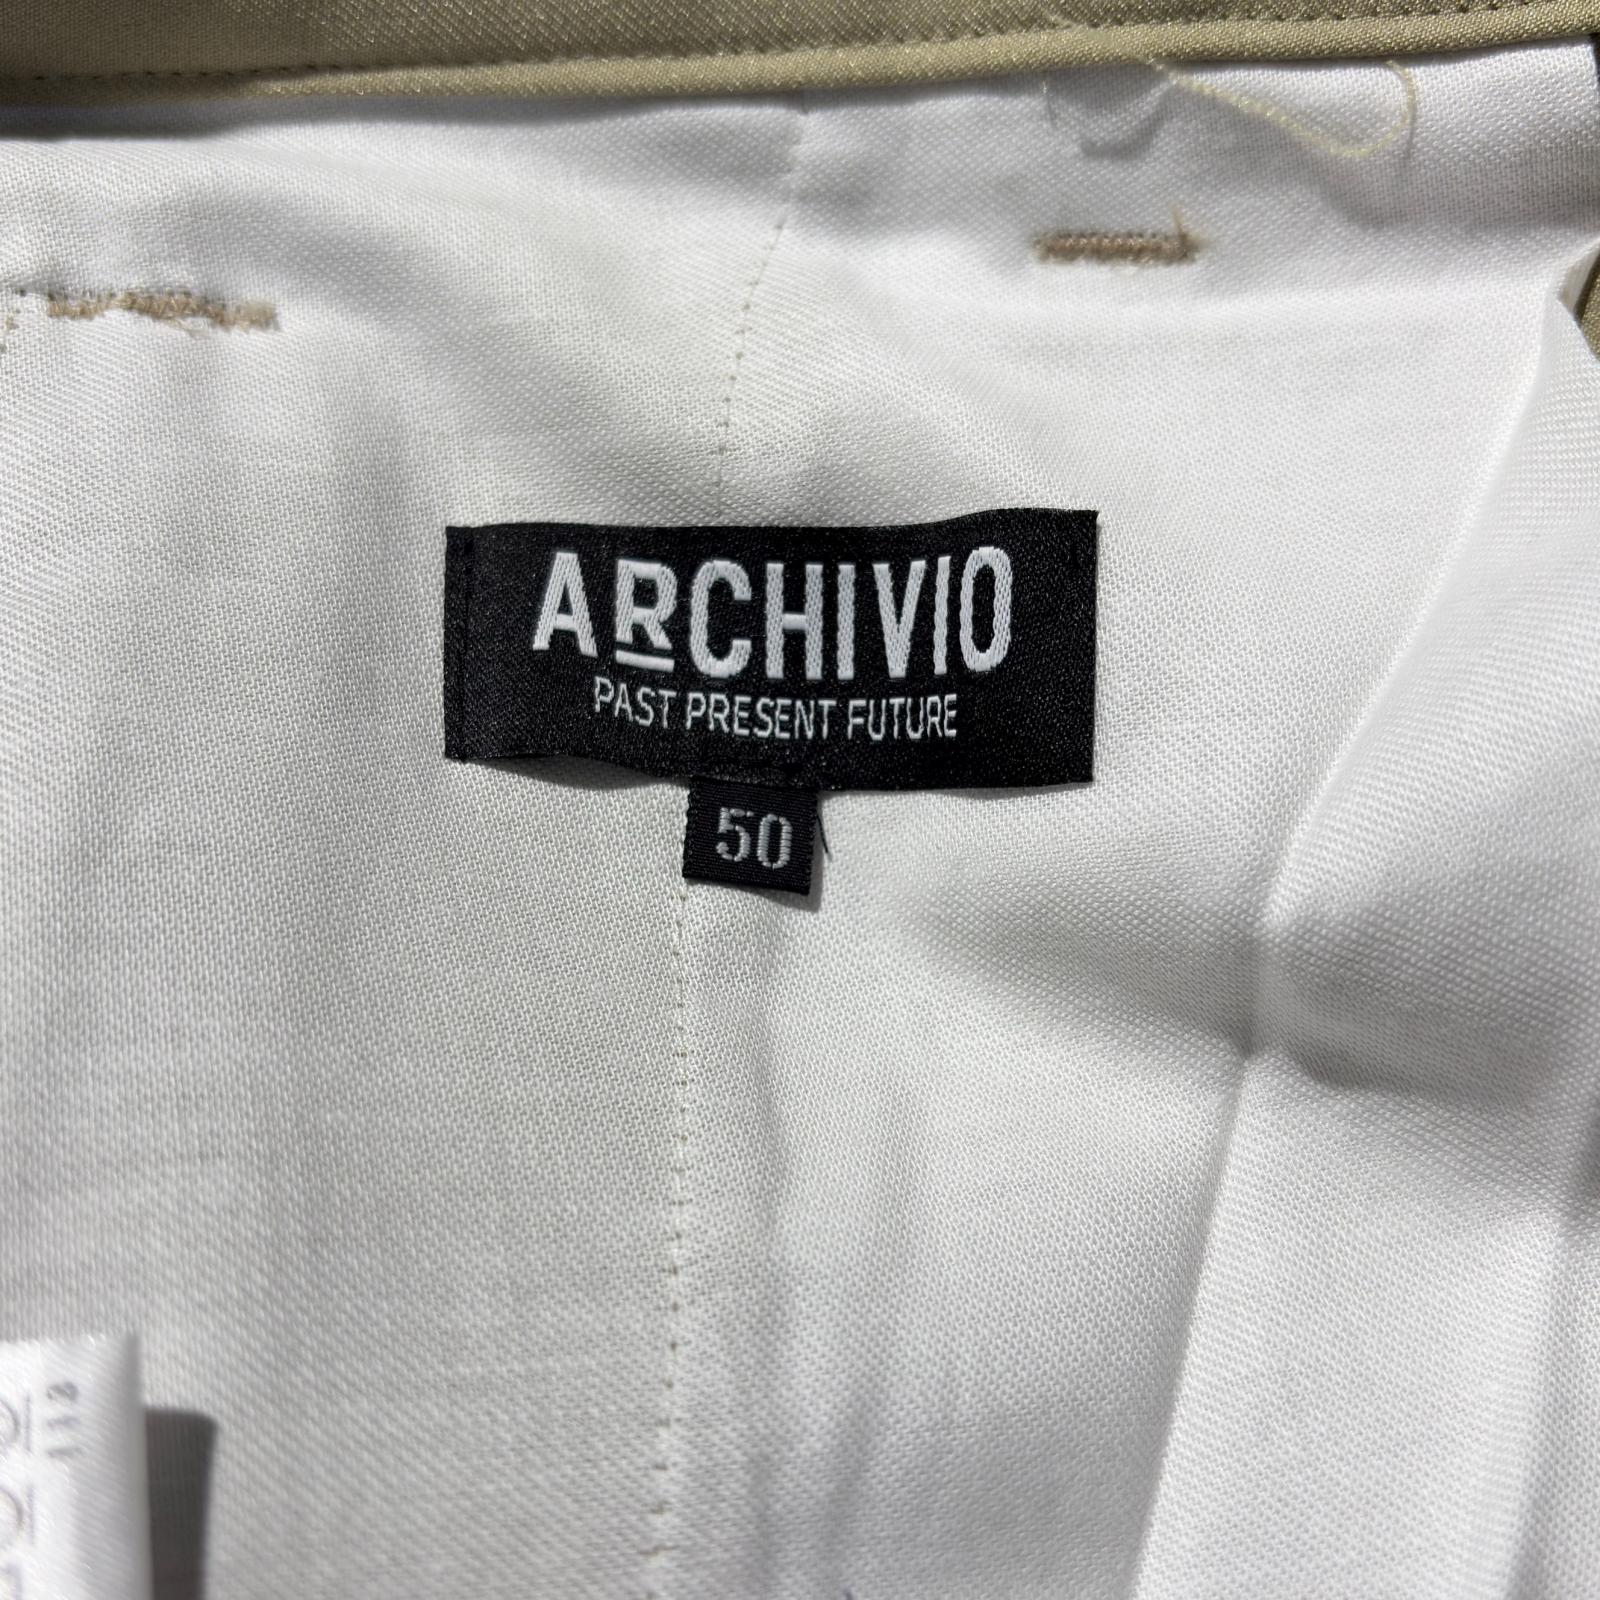 ARCHIVIO
PAST PRESENT FUTURE
50